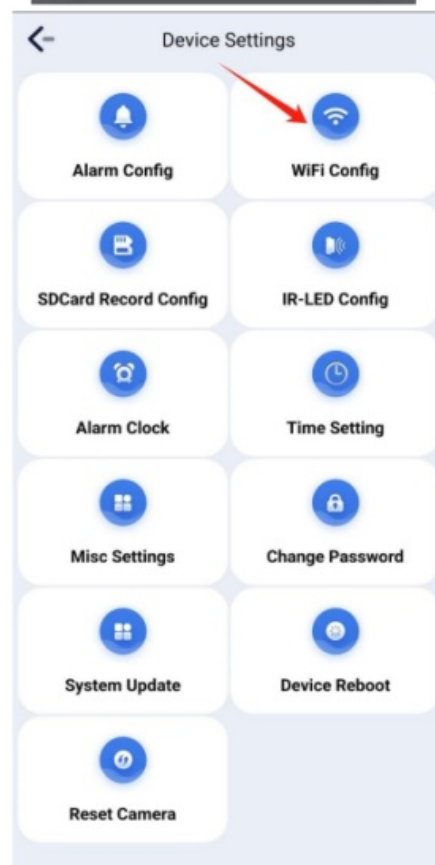 Device Settings
Alarm Config
WiFi Config
SDCard Record Config
IR-LED Config
Alarm Clock
Time Setting
Misc Settings
Change Password
System Update
Device Reboot
Reset Camera